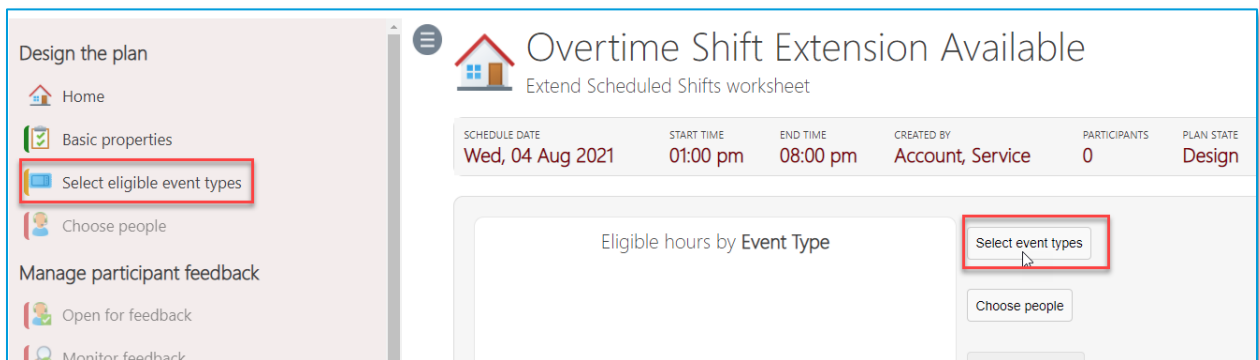 Design the plan
Home
Basic properties
Select eligible event types
Choose people
Manage participant feedback
Open for feedback
Monitor feedback
Overtime Shift Extension Available
Extend Scheduled Shifts worksheet
SCHEDULE DATE START TIME END TIME CREATED BY PARTICIPANTS PLAN STATE
Wed, 04 Aug 2021 01:00 pm 08:00 pm Account, Service 0 Design
Eligible hours by Event Type
Select event types
Choose people